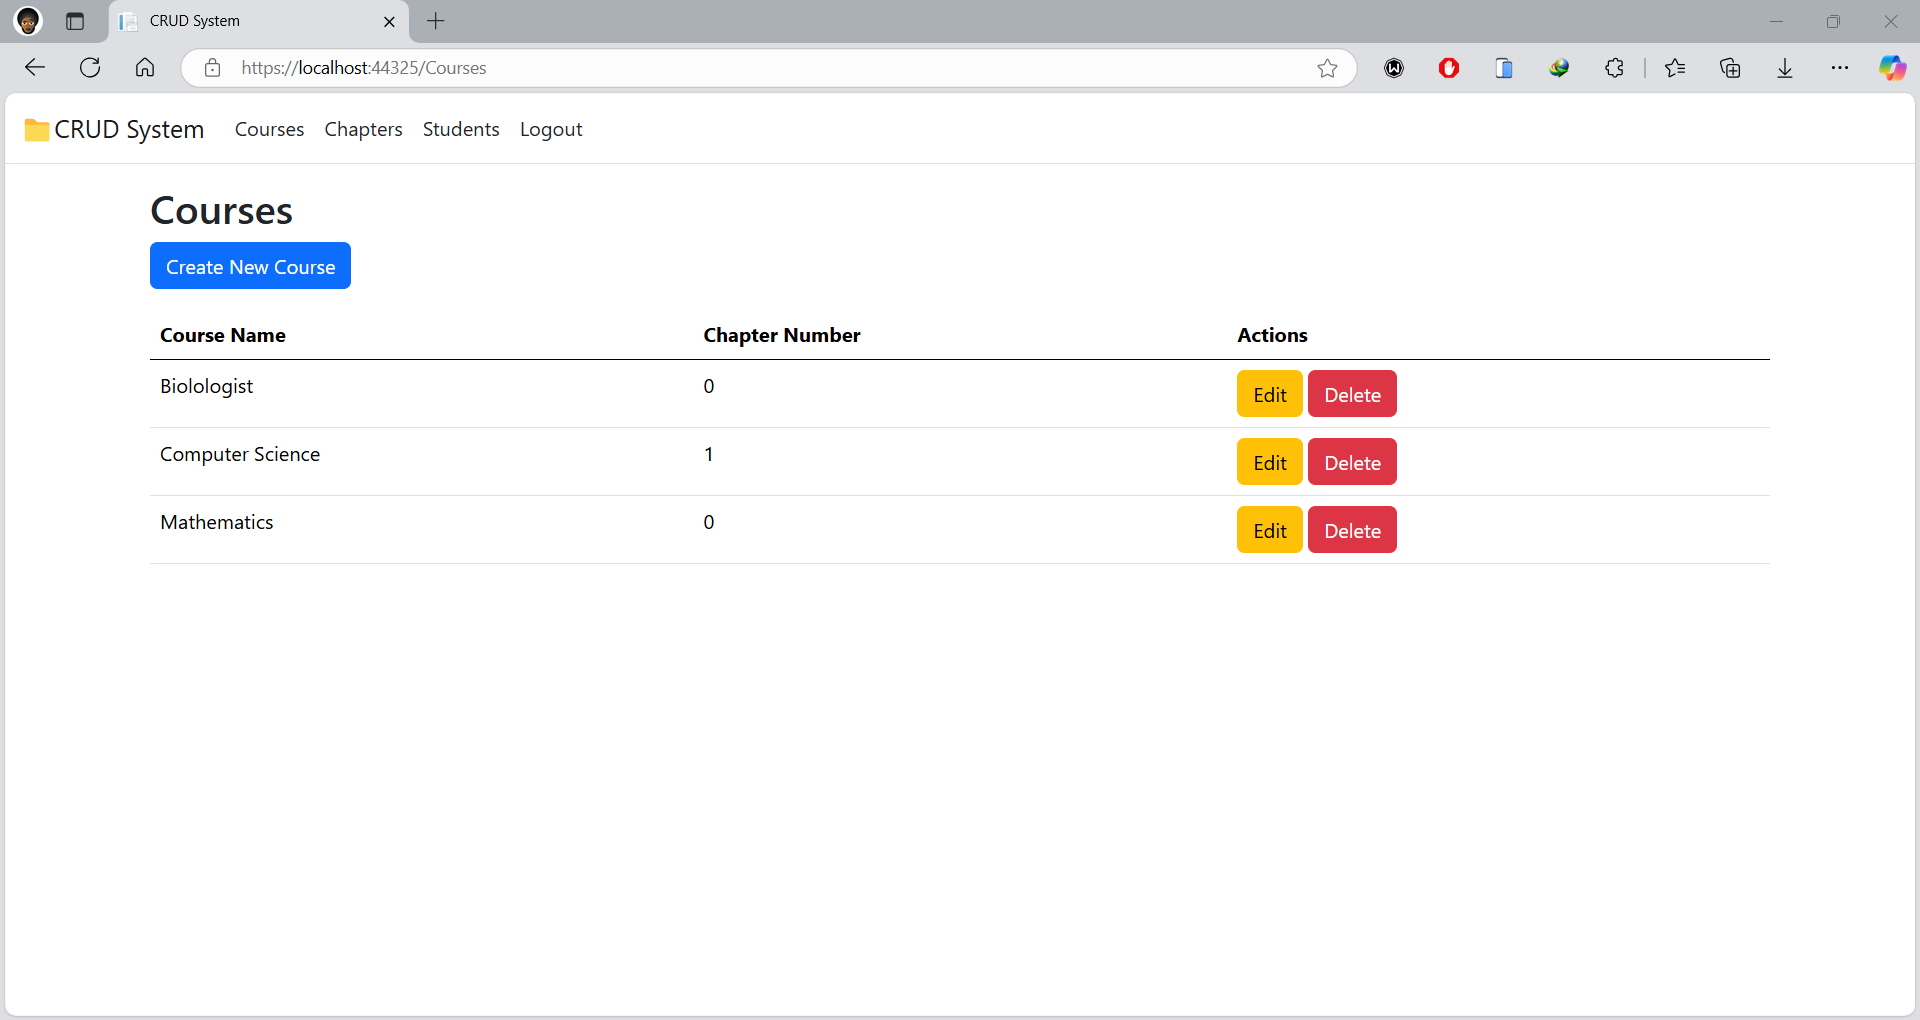 CRUD System
https://localhost:44325/Courses
CRUD System Courses Chapters Students Logout
Courses
Create New Course
Course Name Chapter Number Actions
Biolologist 0 Edit Delete
Computer Science 1 Edit Delete
Mathematics 0 Edit Delete